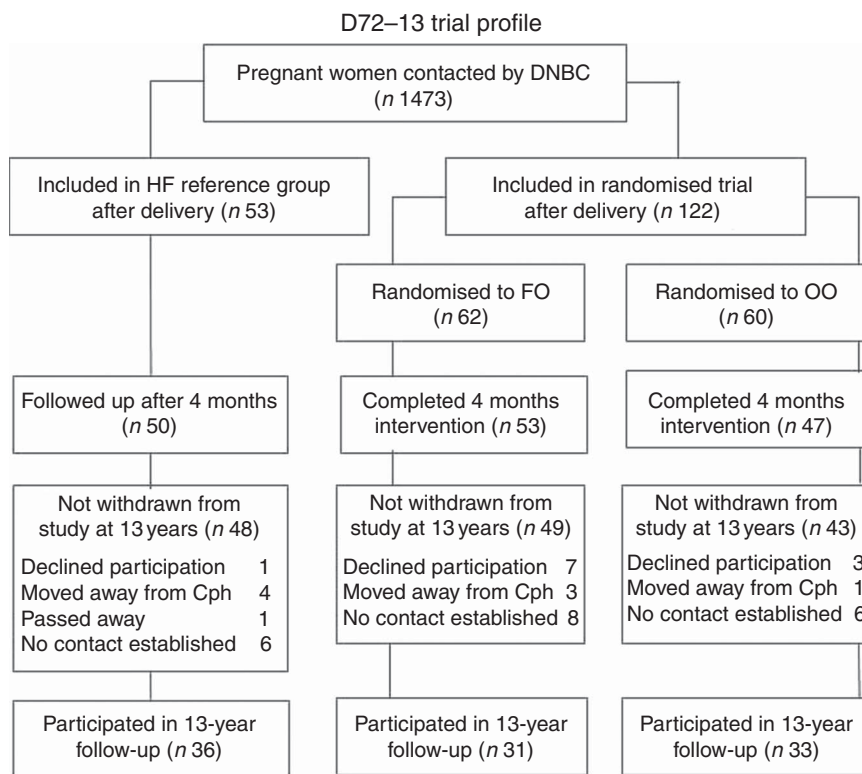 D72–13 trial profile
Pregnant women contacted by DNBC
(n 1473)
Included in HF reference group
after delivery (n 53)
Included in randomised trial
after delivery (n 122)
Randomised to FO
(n 62)
Randomised to OO
(n 60)
Followed up after 4 months
(n 50)
Completed 4 months
intervention (n 53)
Completed 4 months
intervention (n 47)
Not withdrawn from
study at 13 years (n 48)
Declined participation 1
Moved away from Cph 4
Passed away 1
No contact established 6
Not withdrawn from
study at 13 years (n 49)
Declined participation 7
Moved away from Cph 3
No contact established 8
Not withdrawn from
study at 13 years (n 43)
Declined participation 3
Moved away from Cph 1
No contact established 6
Participated in 13-year
follow-up (n 36)
Participated in 13-year
follow-up (n 31)
Participated in 13-year
follow-up (n 33)